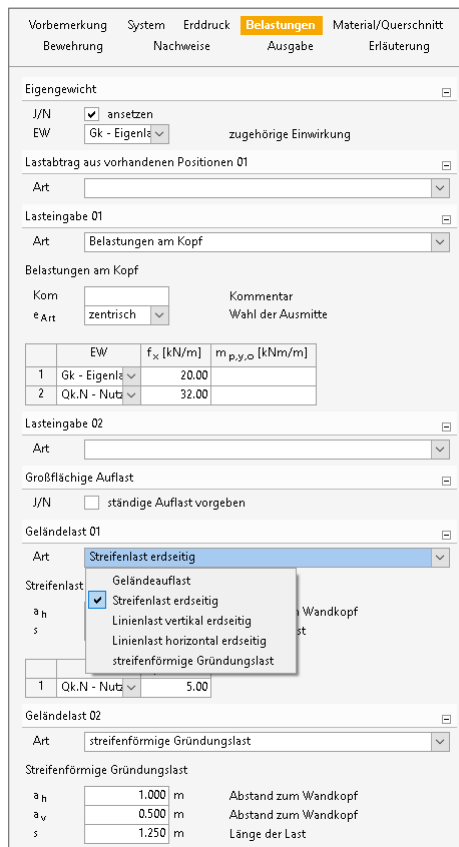 Vorbemerkung System Erddruck Belastungen Material/Querschnitt
Bewehrung Nachweise Ausgabe Erläuterung
Eigengewicht
J/N ansetzen
EW Gk - Eigenla zugehörige Einwirkung
Lastabtrag aus vorhandenen Positionen 01
Art
Lasteingabe 01
Art Belastungen am Kopf
Belastungen am Kopf
Kom Kommentar
e Art zentrisch Wahl der Ausmitte
EW fx [kN/m] m p,y,o [kNm/m]
1 Gk - Eigenla 20.00
2 Qk.N - Nutz 32.00
Lasteingabe 02
Art
Großflächige Auflast
J/N ständige Auflast vorgeben
Geländelast 01
Art Streifenlast erdseitig
Geländeauflast
Streifenlast
Streifenlast erdseitig
a h m Wandkopf
Linienlast vertikal erdseitig
s st
Linienlast horizontal erdseitig
streifenförmige Gründungslast
1 Qk.N - Nutz 5.00
Geländelast 02
Art streifenförmige Gründungslast
Streifenförmige Gründungslast
a h 1.000 m Abstand zum Wandkopf
a v 0.500 m Abstand zum Wandkopf
s 1.250 m Länge der Last